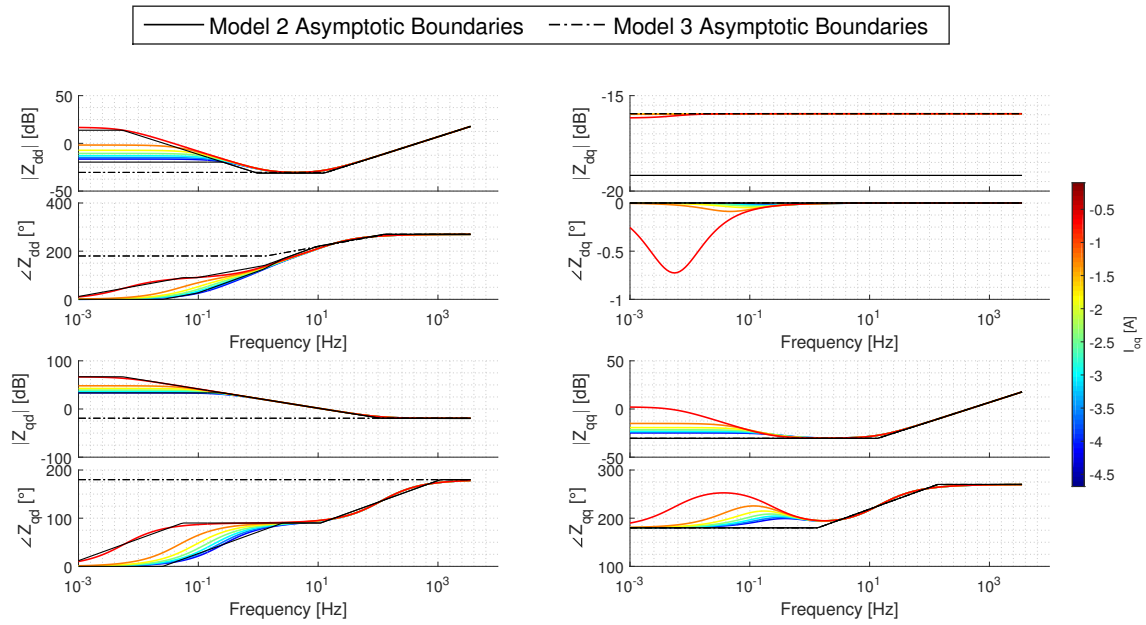 Model 2 Asymptotic Boundaries Model 3 Asymptotic Boundaries
|Z_dd| [dB]
50
0
-50
∠Z_dd [°]
400
200
0
10^-3 10^-1 10^1 10^3
Frequency [Hz]
|Z_dq| [dB]
-15
-20
∠Z_dq [°]
0
-0.5
-1
10^-3 10^-1 10^1 10^3
Frequency [Hz]
|Z_qd| [dB]
100
0
-100
∠Z_qd [°]
200
100
0
10^-3 10^-1 10^1 10^3
Frequency [Hz]
|Z_qq| [dB]
50
0
-50
∠Z_qq [°]
300
200
100
10^-3 10^-1 10^1 10^3
Frequency [Hz]
-0.5
-1
-1.5
-2
-2.5
-3
-3.5
-4
-4.5
I_oq [A]